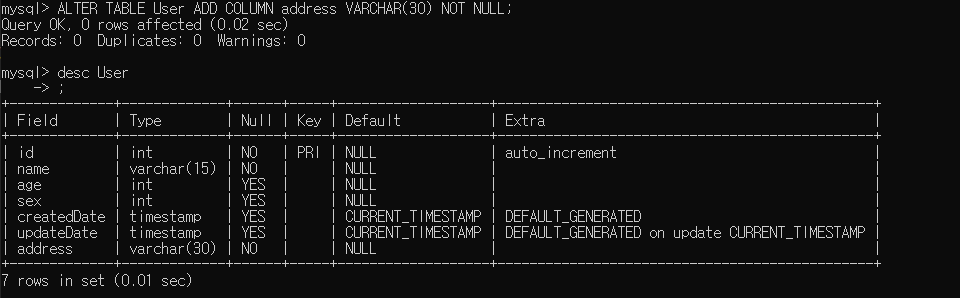 mysql> ALTER TABLE User ADD COLUMN address VARCHAR(30) NOT NULL;
Query OK, 0 rows affected (0.02 sec)
Records: 0  Duplicates: 0  Warnings: 0

mysql> desc User
    -> ;
+-------------+-------------+------+-----+-------------------+-----------------------------------------------+
| Field       | Type        | Null | Key | Default           | Extra                                         |
+-------------+-------------+------+-----+-------------------+-----------------------------------------------+
| id          | int         | NO   | PRI | NULL              | auto_increment                                |
| name        | varchar(15) | NO   |     | NULL              |                                               |
| age         | int         | YES  |     | NULL              |                                               |
| sex         | int         | YES  |     | NULL              |                                               |
| createdDate | timestamp   | YES  |     | CURRENT_TIMESTAMP | DEFAULT_GENERATED                             |
| updateDate  | timestamp   | YES  |     | CURRENT_TIMESTAMP | DEFAULT_GENERATED on update CURRENT_TIMESTAMP |
| address     | varchar(30) | NO   |     | NULL              |                                               |
+-------------+-------------+------+-----+-------------------+-----------------------------------------------+
7 rows in set (0.01 sec)